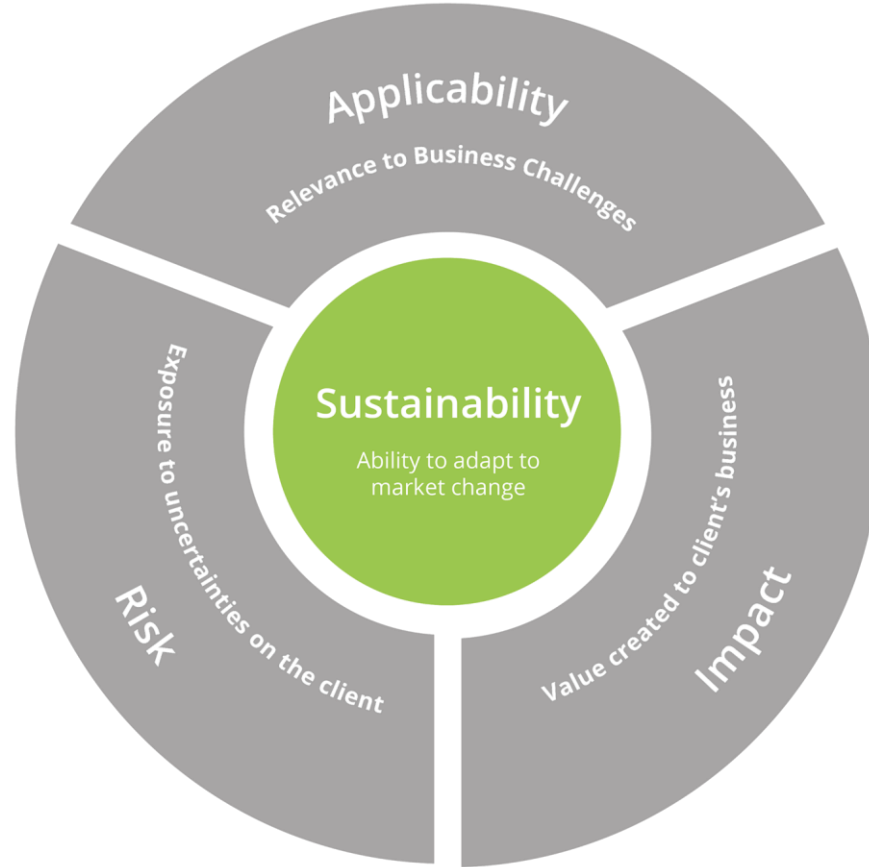 Applicability
Relevance to Business Challenges
Sustainability
Ability to adapt to
market change
Exposure to uncertainties on the client
Risk
Value created to client's business
Impact